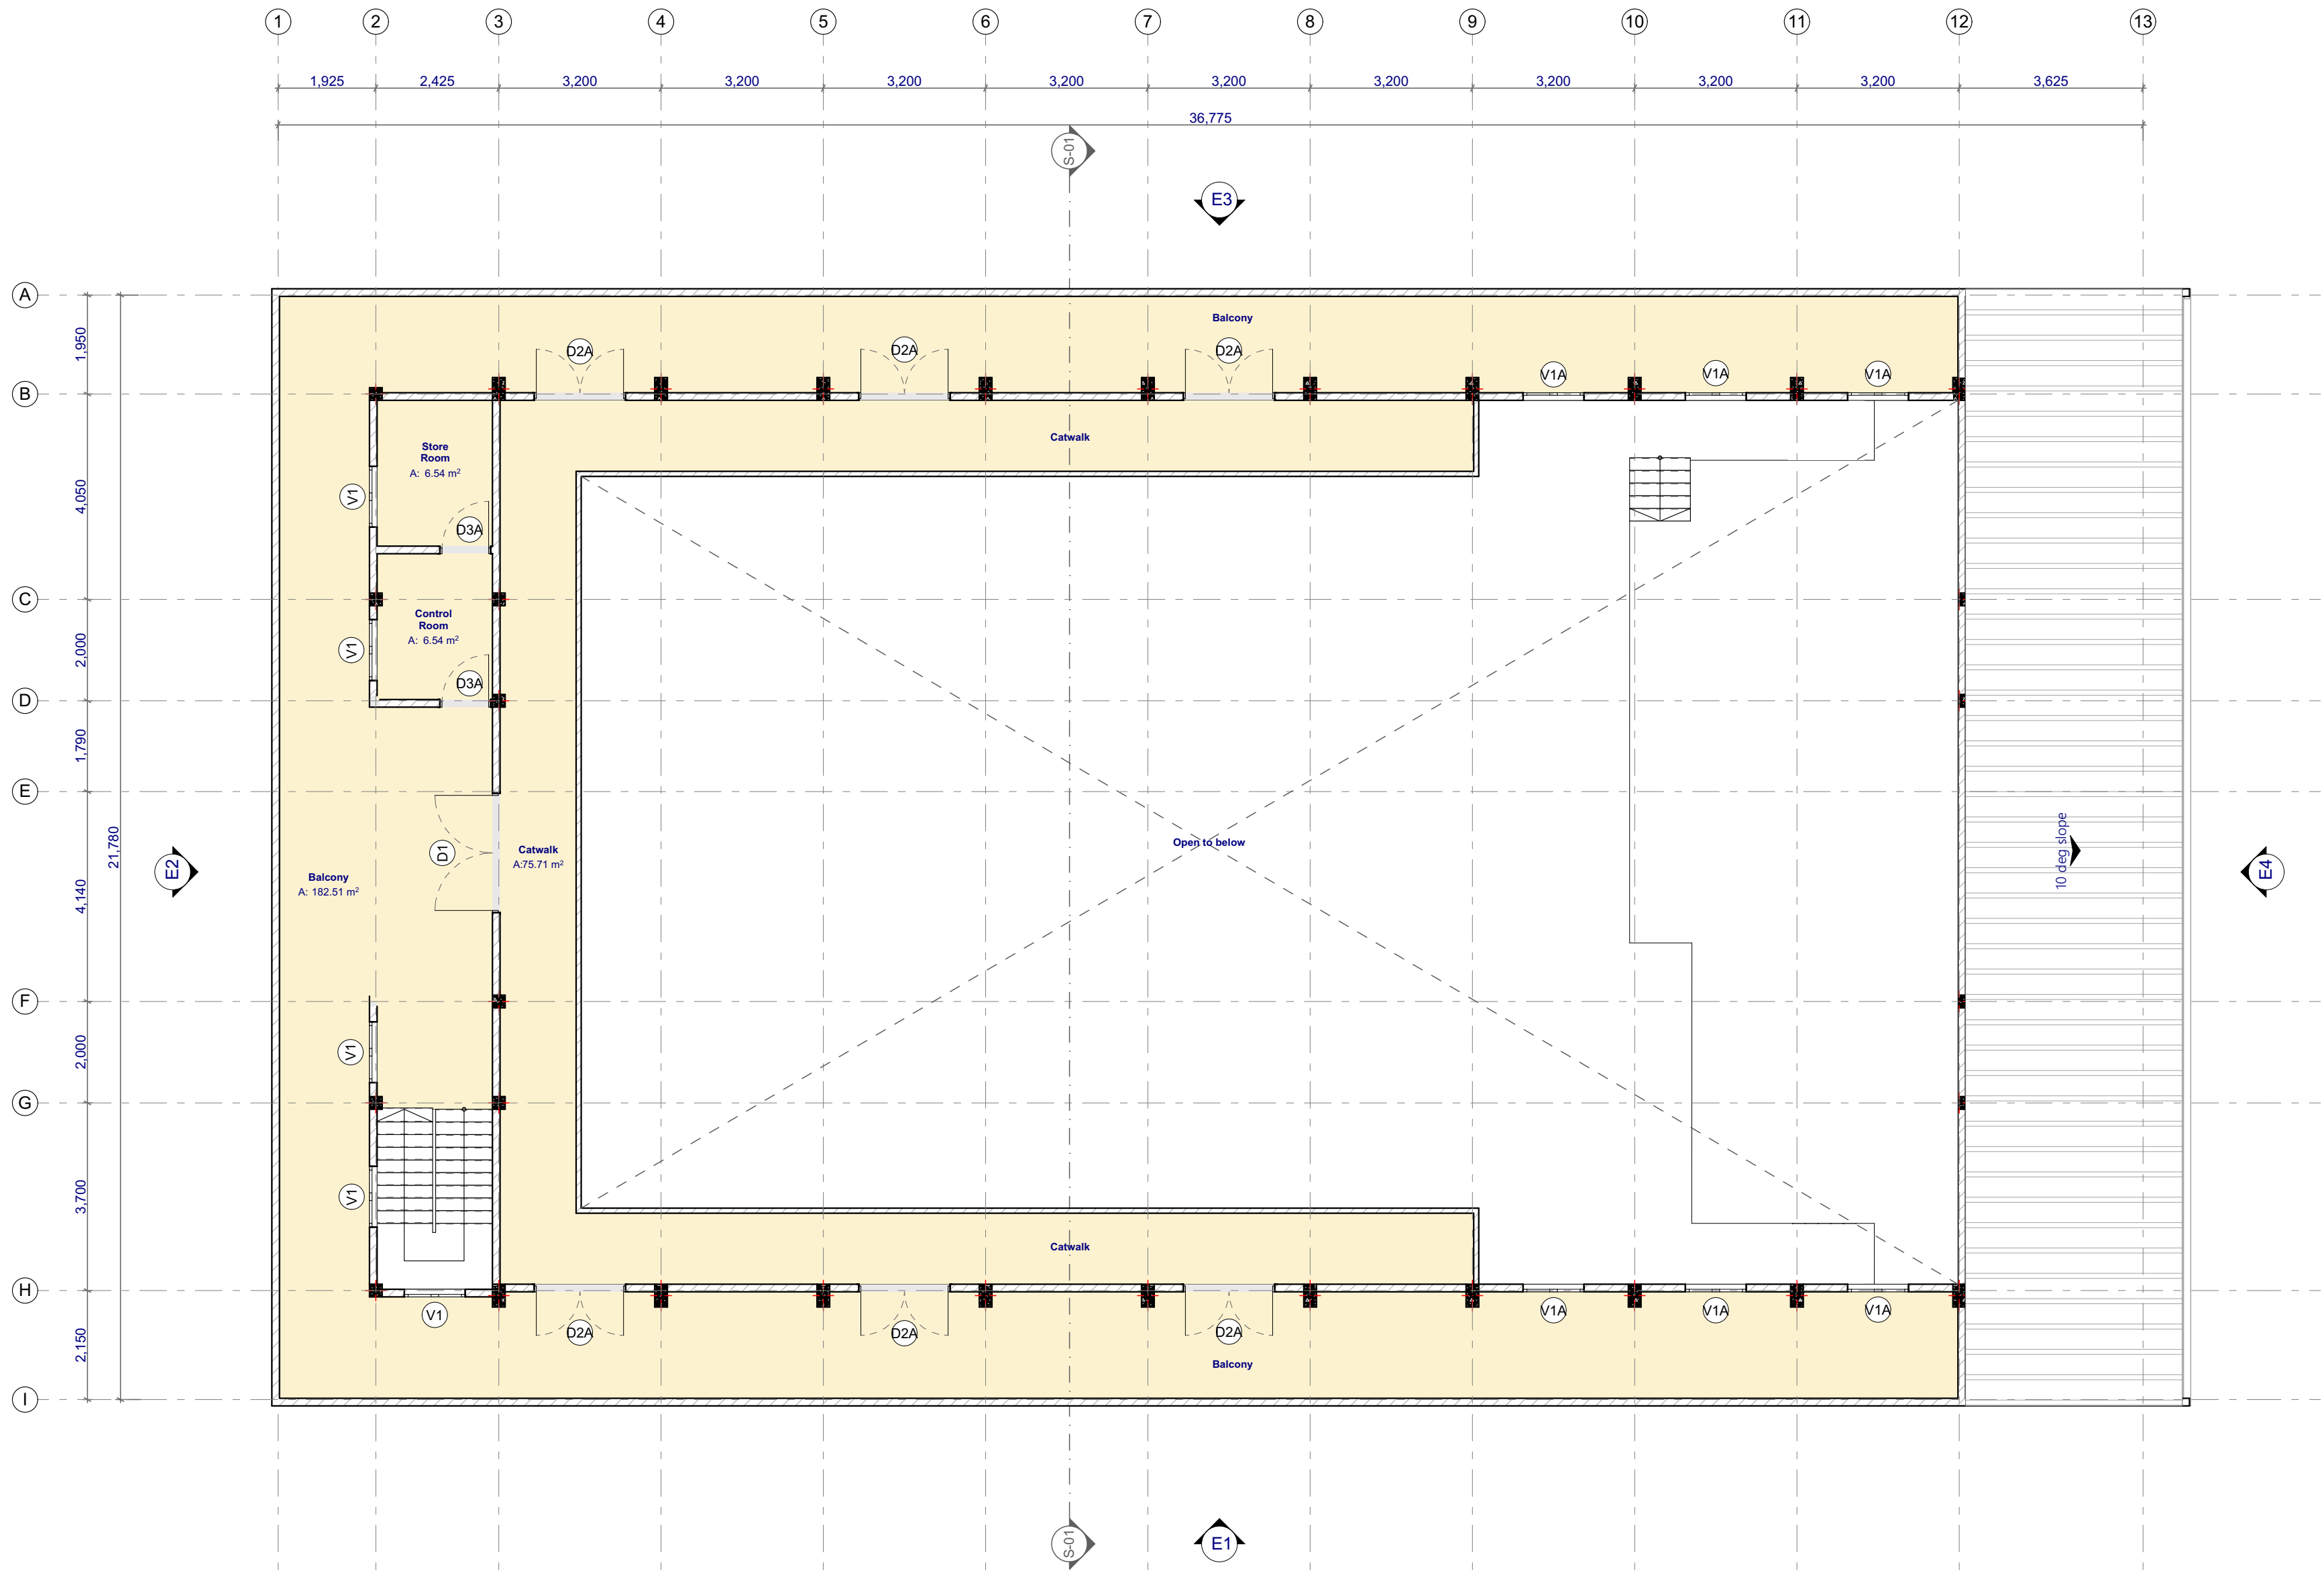 1 2 3 4 5 6 7 8 9 10 11 12 13
1,925 2,425 3,200 3,200 3,200 3,200 3,200 3,200 3,200 3,200 3,200 3,625
36,775
S-01
E3
A
Balcony
1,950
D2A D2A D2A
V1A V1A V1A
B
Catwalk
Store
Room
A: 6.54 m²
4,050
V1
D3A
C
Control
Room
A: 6.54 m²
2,000
V1
D3A
D
1,790
E
21,780
E2
D1
Catwalk
A:75.71 m²
Open to below
10 deg slope
E4
Balcony
A: 182.51 m²
4,140
F
2,000
V1
G
3,700
V1
Catwalk
H
V1
V1A V1A V1A
D2A D2A D2A
2,150
Balcony
I
S-01
E1